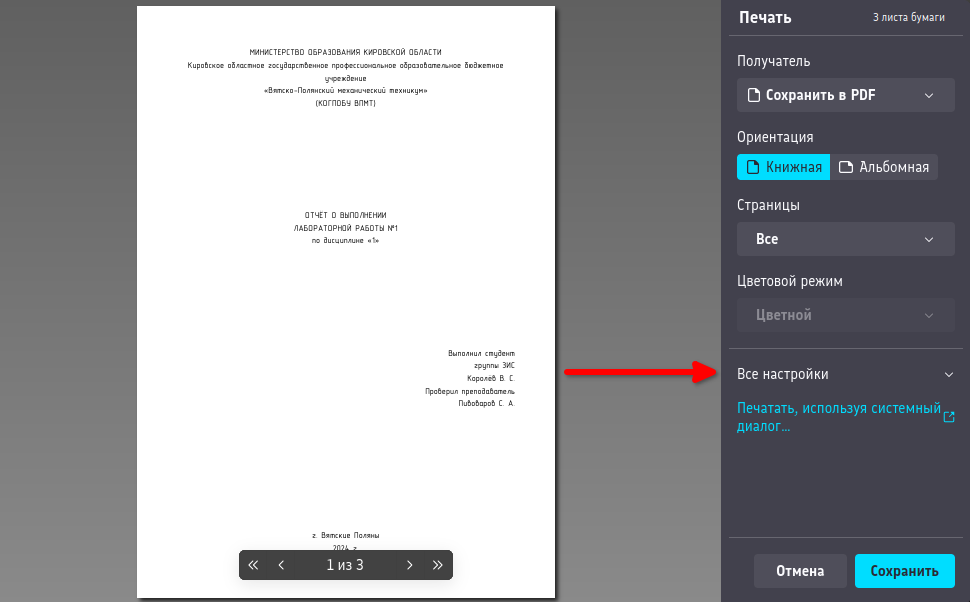 МИНИСТЕРСТВО ОБРАЗОВАНИЯ КИРОВСКОЙ ОБЛАСТИ
Кировское областное государственное профессиональное образовательное бюджетное
учреждение
«Вятско-Полянский механический техникум»
(КОГПОБУ ВПМТ)
ОТЧЁТ О ВЫПОЛНЕНИИ
ЛАБОРАТОРНОЙ РАБОТЫ №1
по дисциплине «1»
Выполнил студент
группы 3ИС
Королёв В. С.
Проверил преподаватель
Пивоваров С. А.
г. Вятские Поляны
2024 г.
1 из 3
Печать
3 листа бумаги
Получатель
Сохранить в PDF
Ориентация
Книжная
Альбомная
Страницы
Все
Цветовой режим
Цветной
Все настройки
Печатать, используя системный
диалог...
Отмена
Сохранить